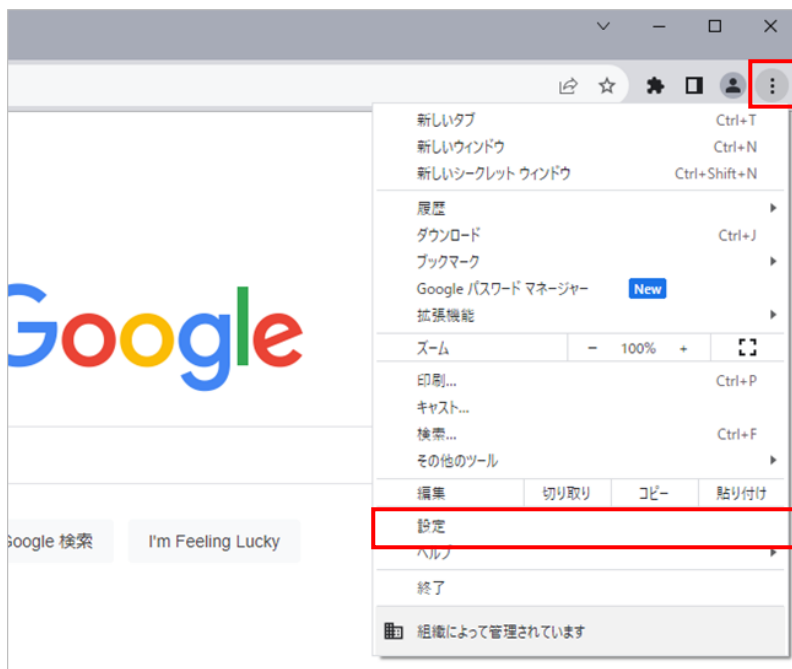 新しいタブ Ctrl+T
新しいウィンドウ Ctrl+N
新しいシークレット ウィンドウ Ctrl+Shift+N
履歴
ダウンロード Ctrl+J
ブックマーク
Google パスワード マネージャー New
拡張機能
Google
ズーム − 100% +
印刷... Ctrl+P
キャスト...
検索... Ctrl+F
その他のツール
編集 切り取り コピー 貼り付け
設定
Google 検索 I'm Feeling Lucky
ヘルプ
終了
組織によって管理されています